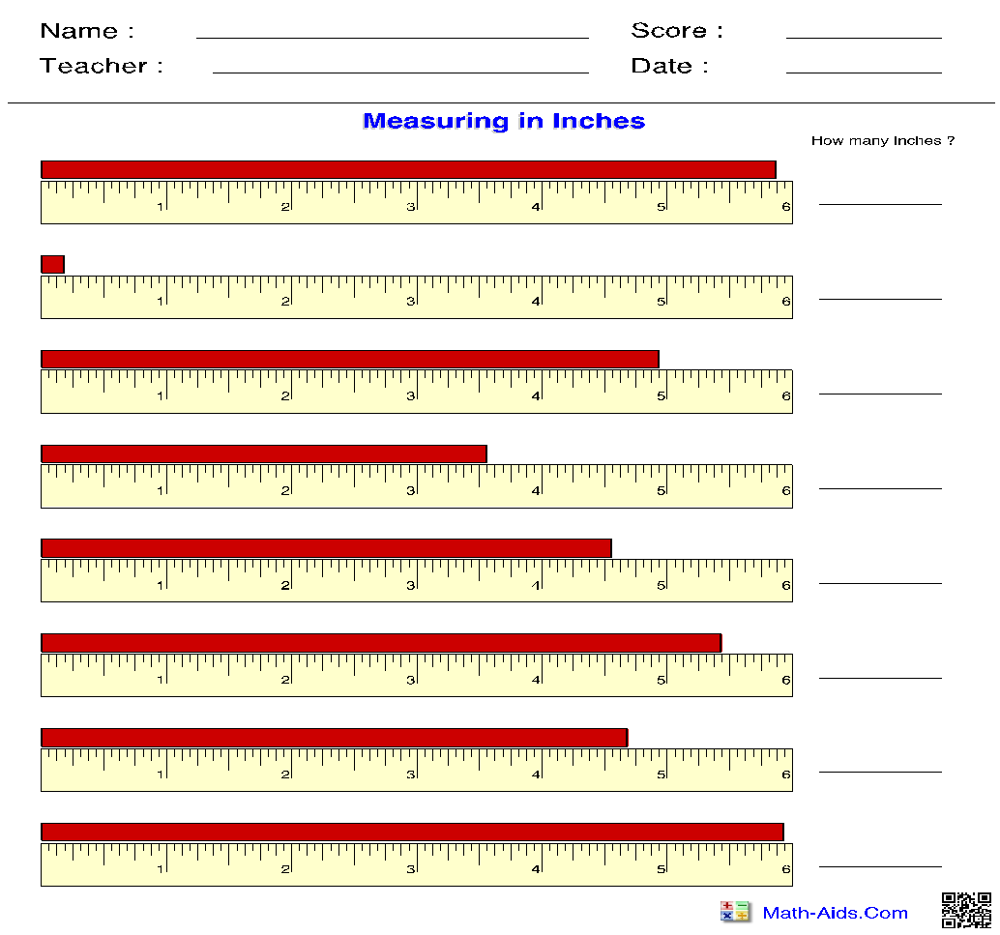 Name : Score :
Teacher : Date :
Measuring in Inches
How many Inches ?
1 2 3 4 5 6
1 2 3 4 5 6
1 2 3 4 5 6
1 2 3 4 5 6
1 2 3 4 5 6
1 2 3 4 5 6
1 2 3 4 5 6
1 2 3 4 5 6
Math-Aids.Com